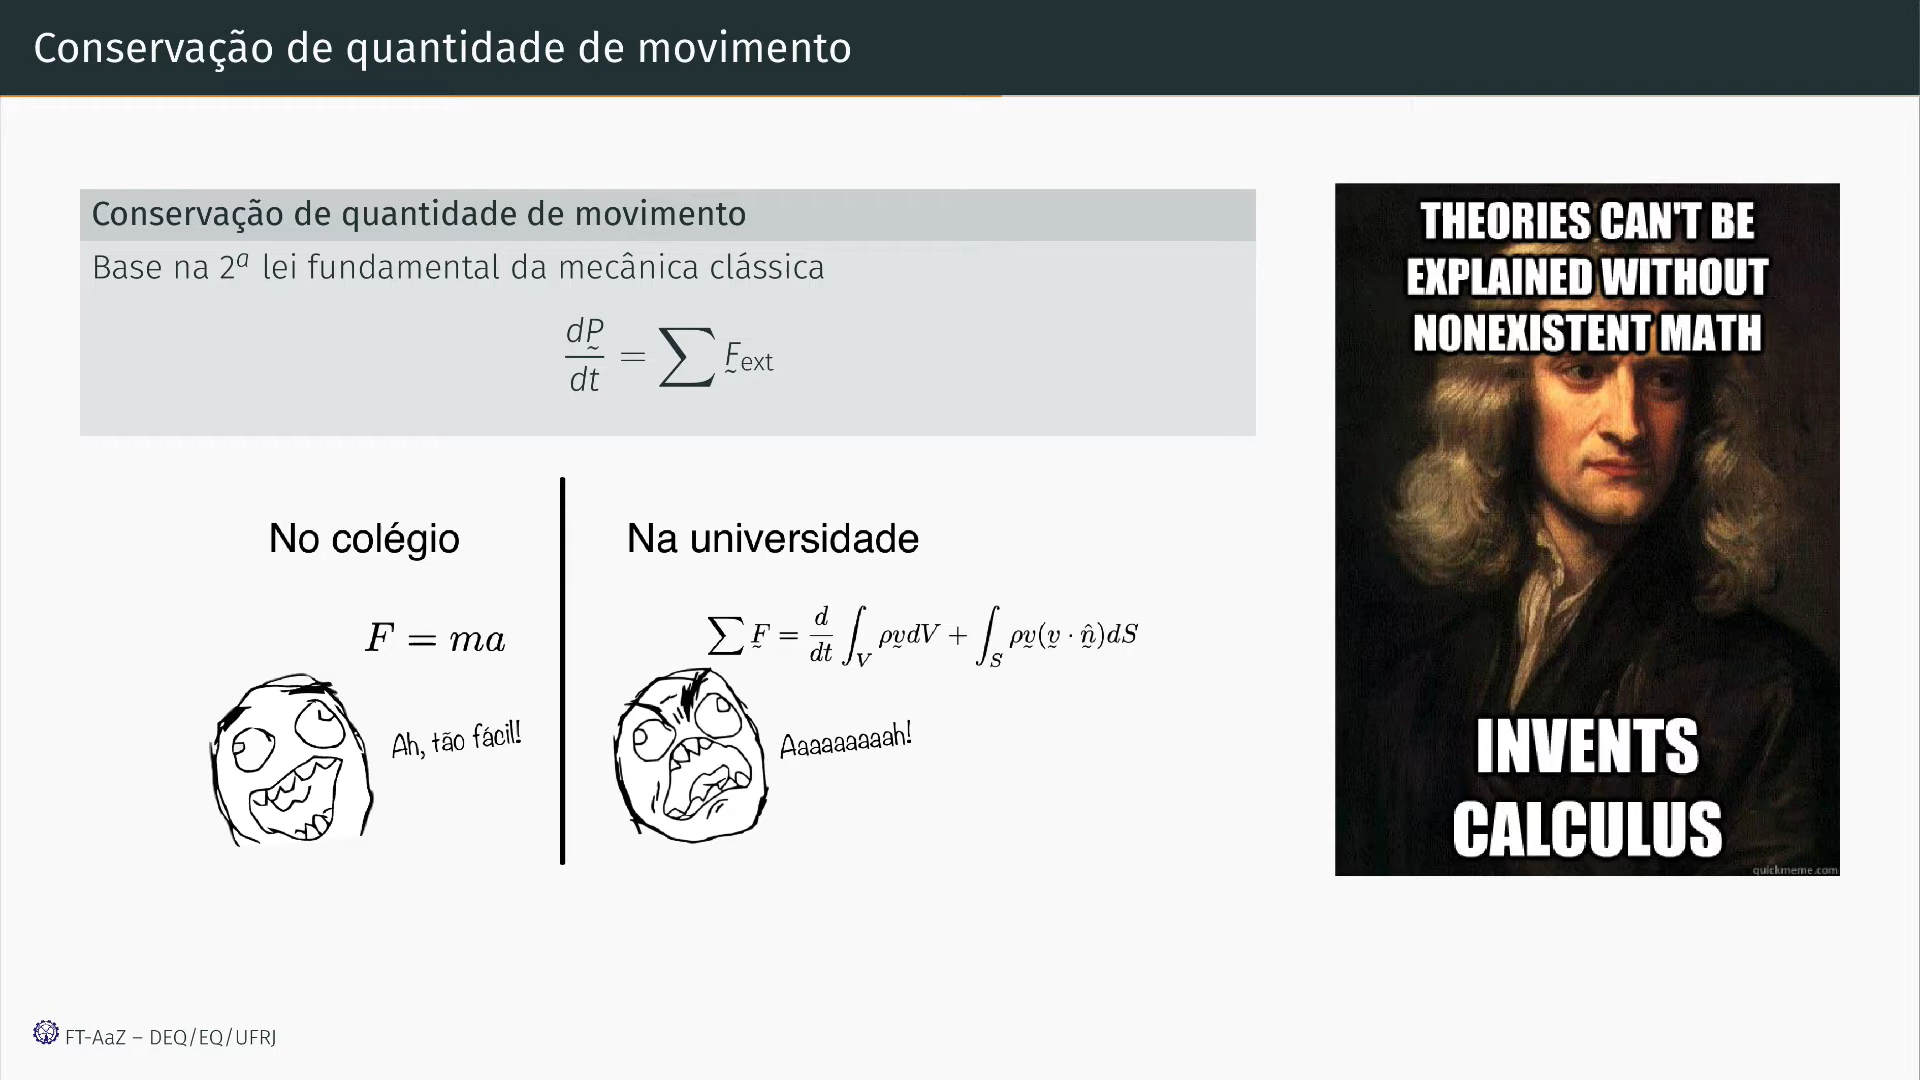 Conservação de quantidade de movimento
Conservação de quantidade de movimento
Base na 2ª lei fundamental da mecânica clássica
dP̰/dt = ∑ F̰ext
No colégio
F = ma
Ah, tão fácil!
Na universidade
∑ F̰ = d/dt ∫_V ρv̰dV + ∫_S ρv̰(v̰ · n̰̂)dS
Aaaaaaaaah!
THEORIES CAN'T BE
EXPLAINED WITHOUT
NONEXISTENT MATH
INVENTS
CALCULUS
quickmeme.com
FT-AaZ – DEQ/EQ/UFRJ